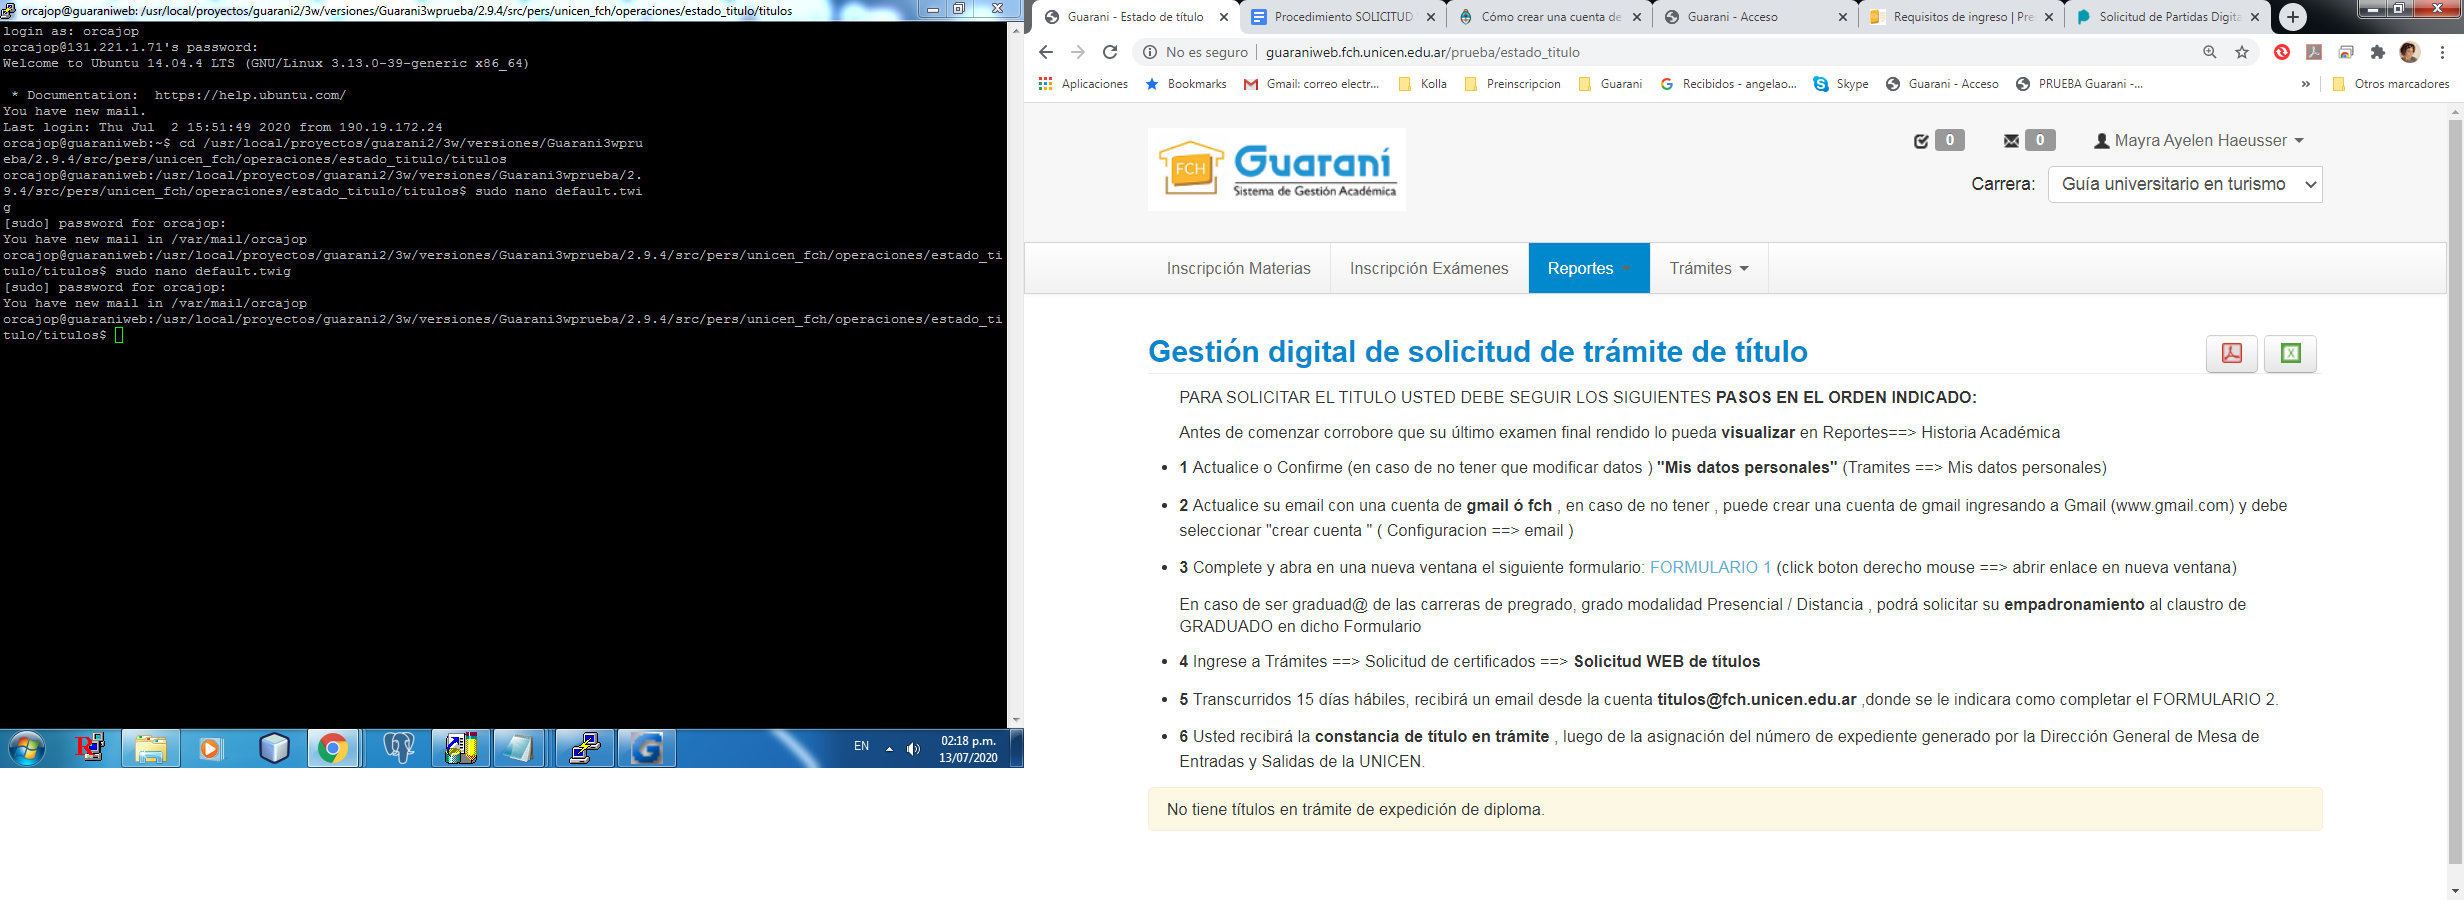 orcajop@guaraniweb: /usr/local/proyectos/guarani2/3w/versiones/Guarani3wprueba/2.9.4/src/pers/unicen_fch/operaciones/estado_titulo/titulos
login as: orcajop
orcajop@131.221.1.71's password:
Welcome to Ubuntu 14.04.4 LTS (GNU/Linux 3.13.0-39-generic x86_64)
* Documentation:  https://help.ubuntu.com/
You have new mail.
Last login: Thu Jul  2 15:51:49 2020 from 190.19.172.24
orcajop@guaraniweb:~$ cd /usr/local/proyectos/guarani2/3w/versiones/Guarani3wpru
eba/2.9.4/src/pers/unicen_fch/operaciones/estado_titulo/titulos
orcajop@guaraniweb:/usr/local/proyectos/guarani2/3w/versiones/Guarani3wprueba/2.
9.4/src/pers/unicen_fch/operaciones/estado_titulo/titulos$ sudo nano default.twi
g
[sudo] password for orcajop:
You have new mail in /var/mail/orcajop
orcajop@guaraniweb:/usr/local/proyectos/guarani2/3w/versiones/Guarani3wprueba/2.9.4/src/pers/unicen_fch/operaciones/estado_ti
tulo/titulos$ sudo nano default.twig
[sudo] password for orcajop:
You have new mail in /var/mail/orcajop
orcajop@guaraniweb:/usr/local/proyectos/guarani2/3w/versiones/Guarani3wprueba/2.9.4/src/pers/unicen_fch/operaciones/estado_ti
tulo/titulos$
EN
02:18 p.m.
13/07/2020
Guarani - Estado de título
Procedimiento SOLICITUD
Cómo crear una cuenta de
Guarani - Acceso
Requisitos de ingreso | Pre
Solicitud de Partidas Digita
No es seguro | guaraniweb.fch.unicen.edu.ar/prueba/estado_titulo
Aplicaciones
Bookmarks
Gmail: correo electr...
Kolla
Preinscripcion
Guarani
Recibidos - angelao...
Skype
Guarani - Acceso
PRUEBA Guarani -...
»
Otros marcadores
FCH
Guaraní
Sistema de Gestión Académica
0
0
Mayra Ayelen Haeusser
Carrera:
Guía universitario en turismo
Inscripción Materias
Inscripción Exámenes
Reportes
Trámites
Gestión digital de solicitud de trámite de título
PARA SOLICITAR EL TITULO USTED DEBE SEGUIR LOS SIGUIENTES PASOS EN EL ORDEN INDICADO:
Antes de comenzar corrobore que su último examen final rendido lo pueda visualizar en Reportes==> Historia Académica
• 1 Actualice o Confirme (en caso de no tener que modificar datos ) "Mis datos personales" (Tramites ==> Mis datos personales)
• 2 Actualice su email con una cuenta de gmail ó fch , en caso de no tener , puede crear una cuenta de gmail ingresando a Gmail (www.gmail.com) y debe
seleccionar "crear cuenta " ( Configuracion ==> email )
• 3 Complete y abra en una nueva ventana el siguiente formulario: FORMULARIO 1 (click boton derecho mouse ==> abrir enlace en nueva ventana)
En caso de ser graduad@ de las carreras de pregrado, grado modalidad Presencial / Distancia , podrá solicitar su empadronamiento al claustro de
GRADUADO en dicho Formulario
• 4 Ingrese a Trámites ==> Solicitud de certificados ==> Solicitud WEB de títulos
• 5 Transcurridos 15 días hábiles, recibirá un email desde la cuenta titulos@fch.unicen.edu.ar ,donde se le indicara como completar el FORMULARIO 2.
• 6 Usted recibirá la constancia de título en trámite , luego de la asignación del número de expediente generado por la Dirección General de Mesa de
Entradas y Salidas de la UNICEN.
No tiene títulos en trámite de expedición de diploma.